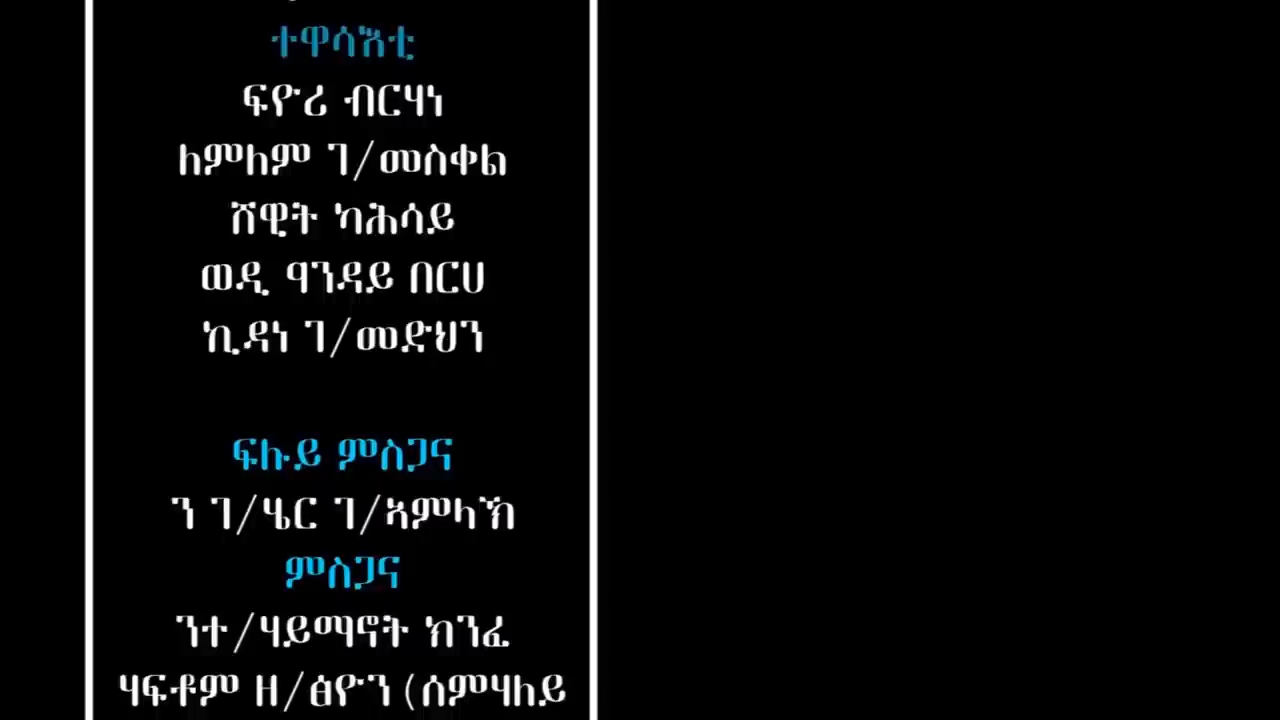 ተዋሳእቲ
ፍዮሪ ብርሃነ
ለምለም ገ/መስቀል
ሸዊት ካሕሳይ
ወዲ ዓንዳይ በርሀ
ኪዳነ ገ/መድህን
ፍሉይ ምስጋና
ን ገ/ሄር ገ/ኣምላኽ
ምስጋና
ንተ/ሃይማኖት ክንፈ
ሃፍቶም ዘ/ፅዮን (ሰምሃለይ